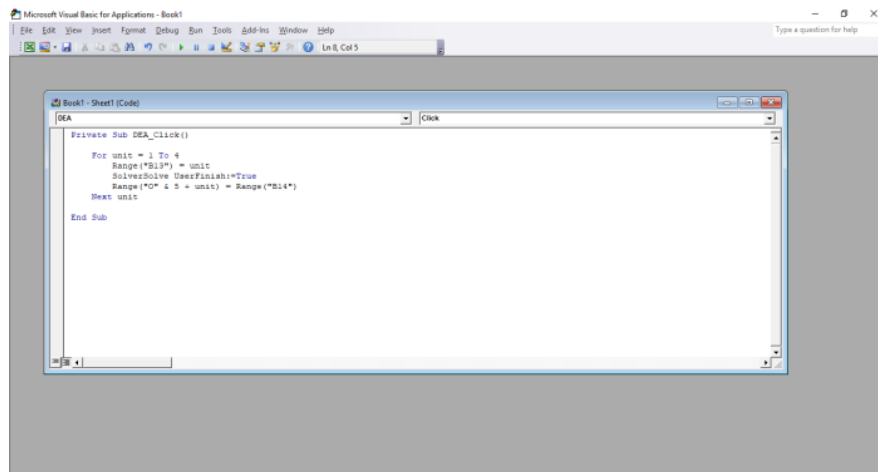 Microsoft Visual Basic for Applications - Book1
File Edit View Insert Format Debug Run Tools Add-Ins Window Help
Type a question for help
Ln 8, Col 5
Book1 - Sheet1 (Code)
DEA
Click
Private Sub DEA_Click()
For unit = 1 To 4
Range("B13") = unit
SolverSolve UserFinish:=True
Range("O" & 5 + unit) = Range("B14")
Next unit
End Sub